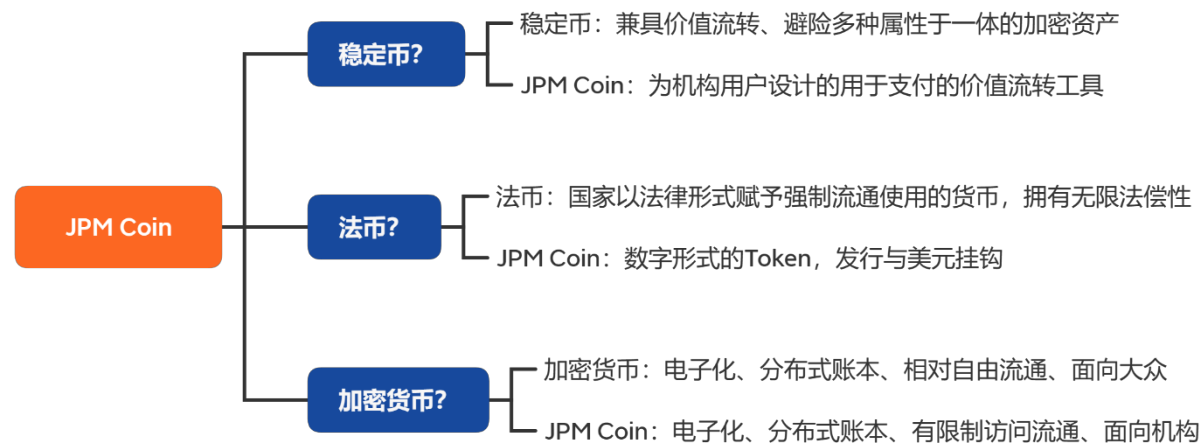 JPM Coin
稳定币？
稳定币：兼具价值流转、避险多种属性于一体的加密资产
JPM Coin：为机构用户设计的用于支付的价值流转工具
法币？
法币：国家以法律形式赋予强制流通使用的货币，拥有无限法偿性
JPM Coin：数字形式的Token，发行与美元挂钩
加密货币？
加密货币：电子化、分布式账本、相对自由流通、面向大众
JPM Coin：电子化、分布式账本、有限制访问流通、面向机构